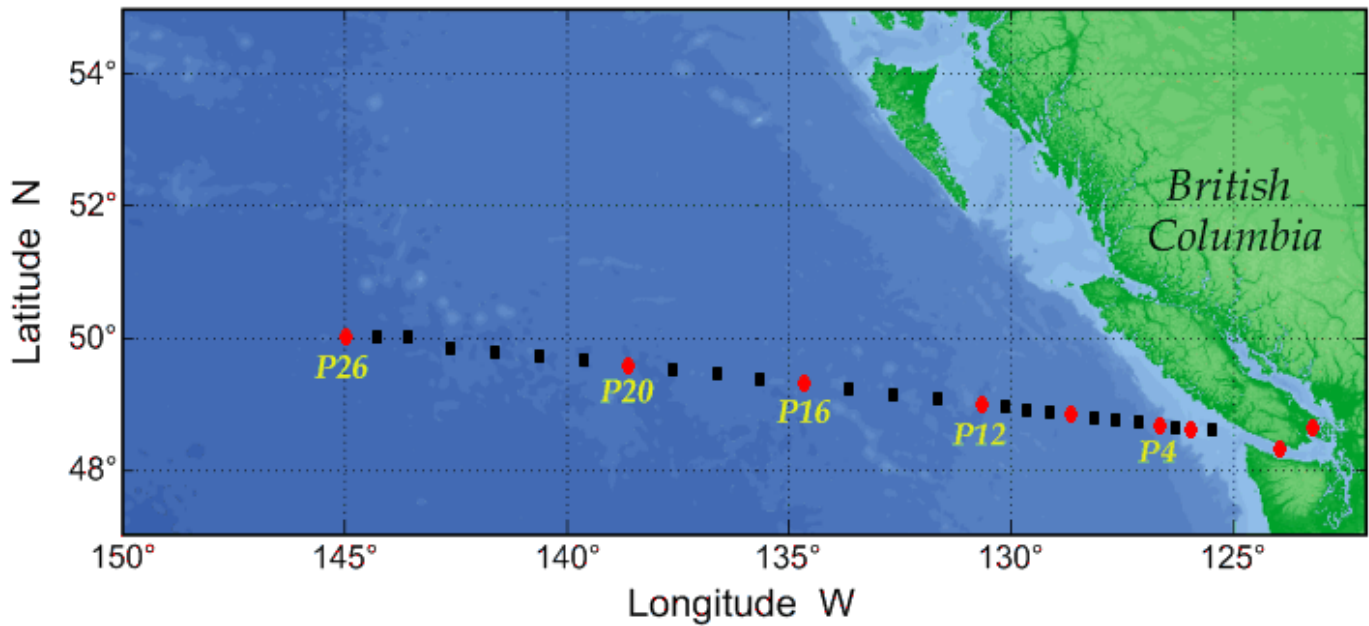 54°
52°
50°
48°
Latitude N
British
Columbia
P26
P20
P16
P12
P4
150°
145°
140°
135°
130°
125°
Longitude W